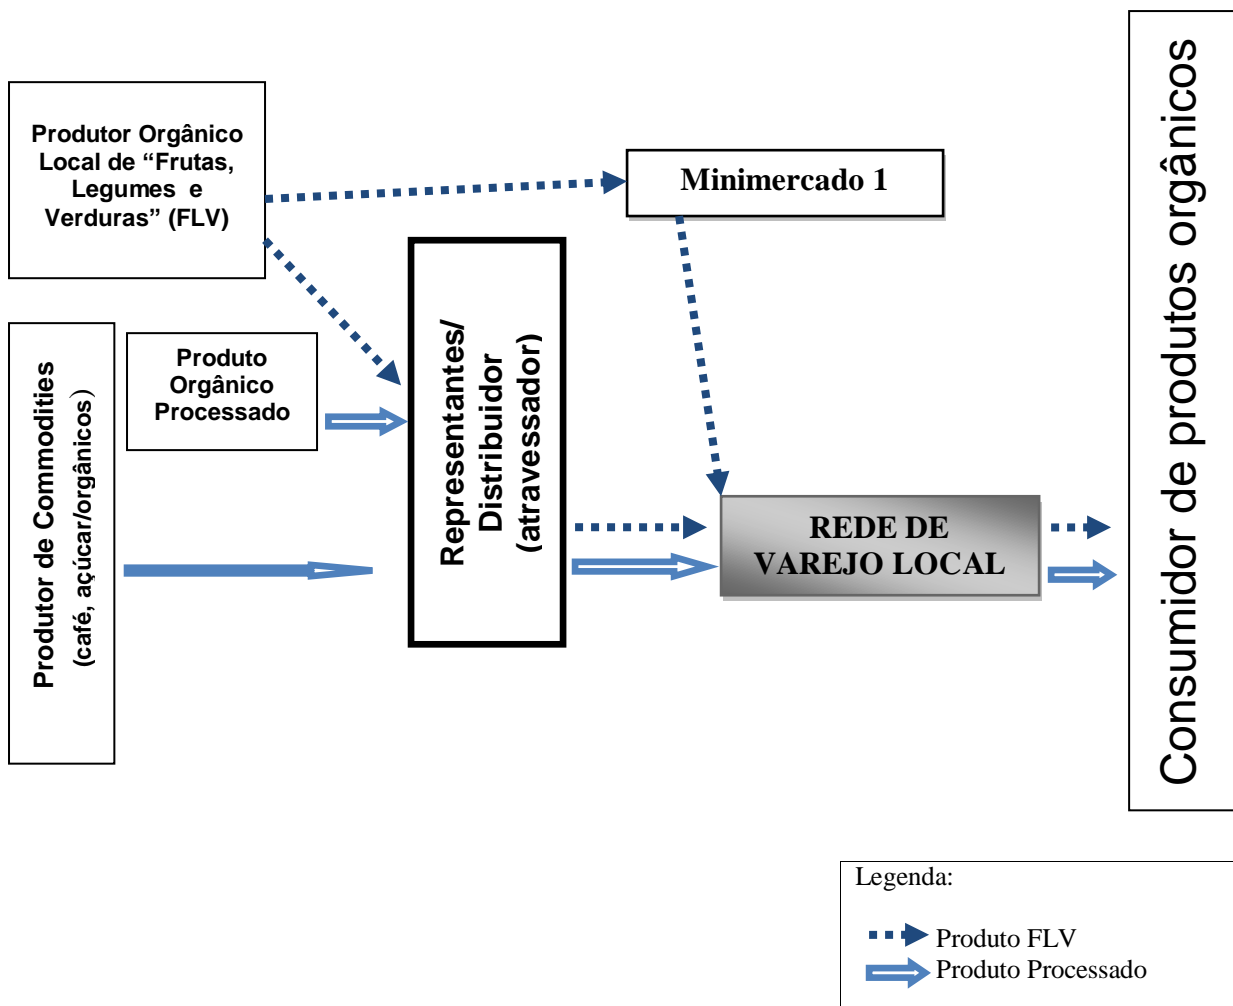 Produtor Orgânico
Local de “Frutas,
Legumes e
Verduras” (FLV)
Minimercado 1
Produto
Orgânico
Processado
Produtor de Commodities
(café, açúcar/orgânicos)
Representantes/
Distribuidor
(atravessador)
REDE DE
VAREJO LOCAL
Consumidor de produtos orgânicos
Legenda:
Produto FLV
Produto Processado